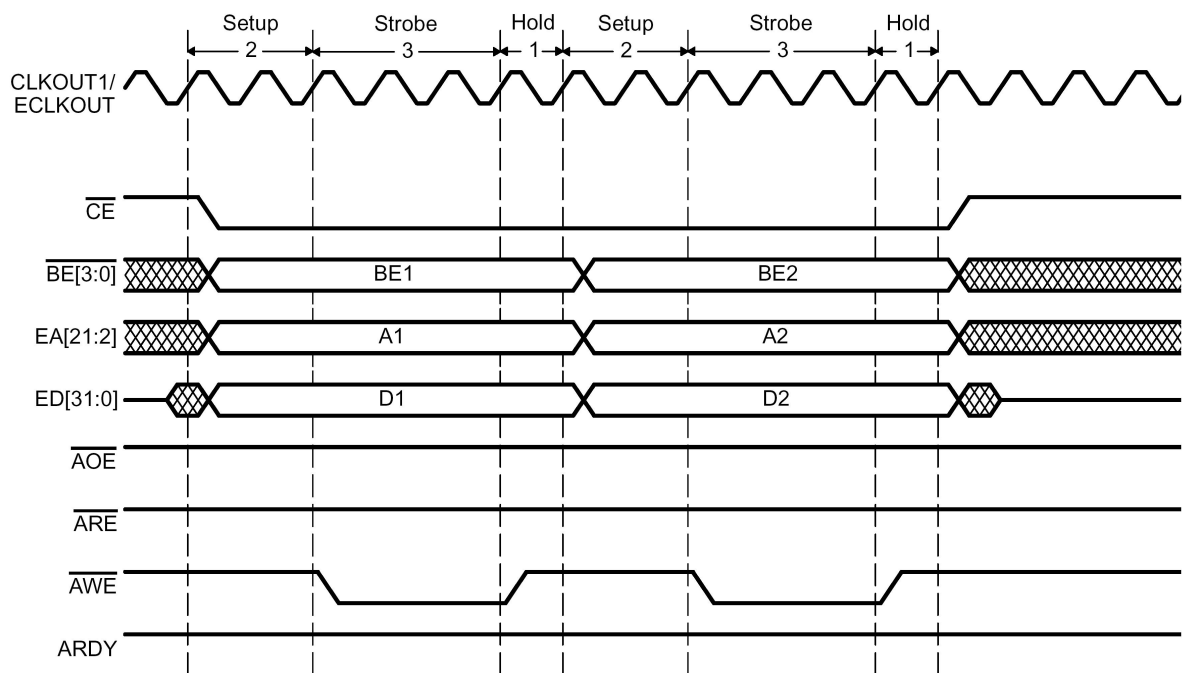 Setup Strobe Hold Setup Strobe Hold
2 3 1 2 3 1
CLKOUT1/
ECLKOUT
CE
BE[3:0] BE1 BE2
EA[21:2] A1 A2
ED[31:0] D1 D2
AOE
ARE
AWE
ARDY